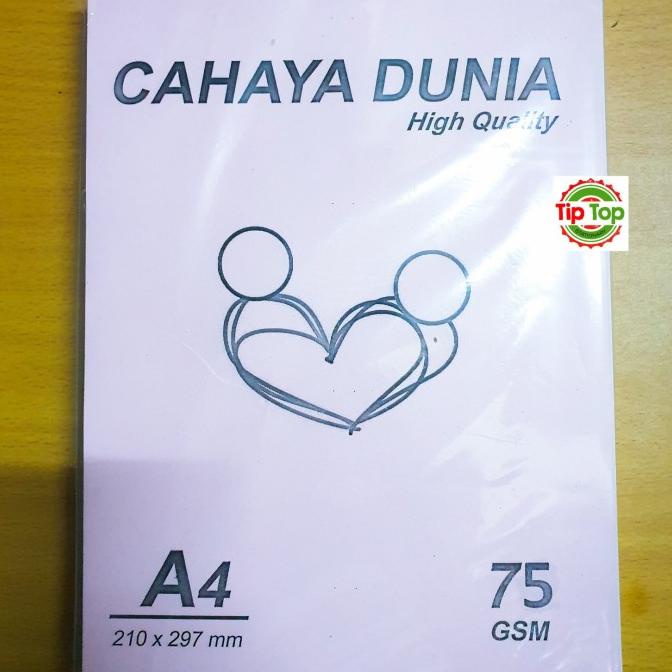 CAHAYA DUNIA
High Quality
Tip Top
A4
210 x 297 mm
75
GSM